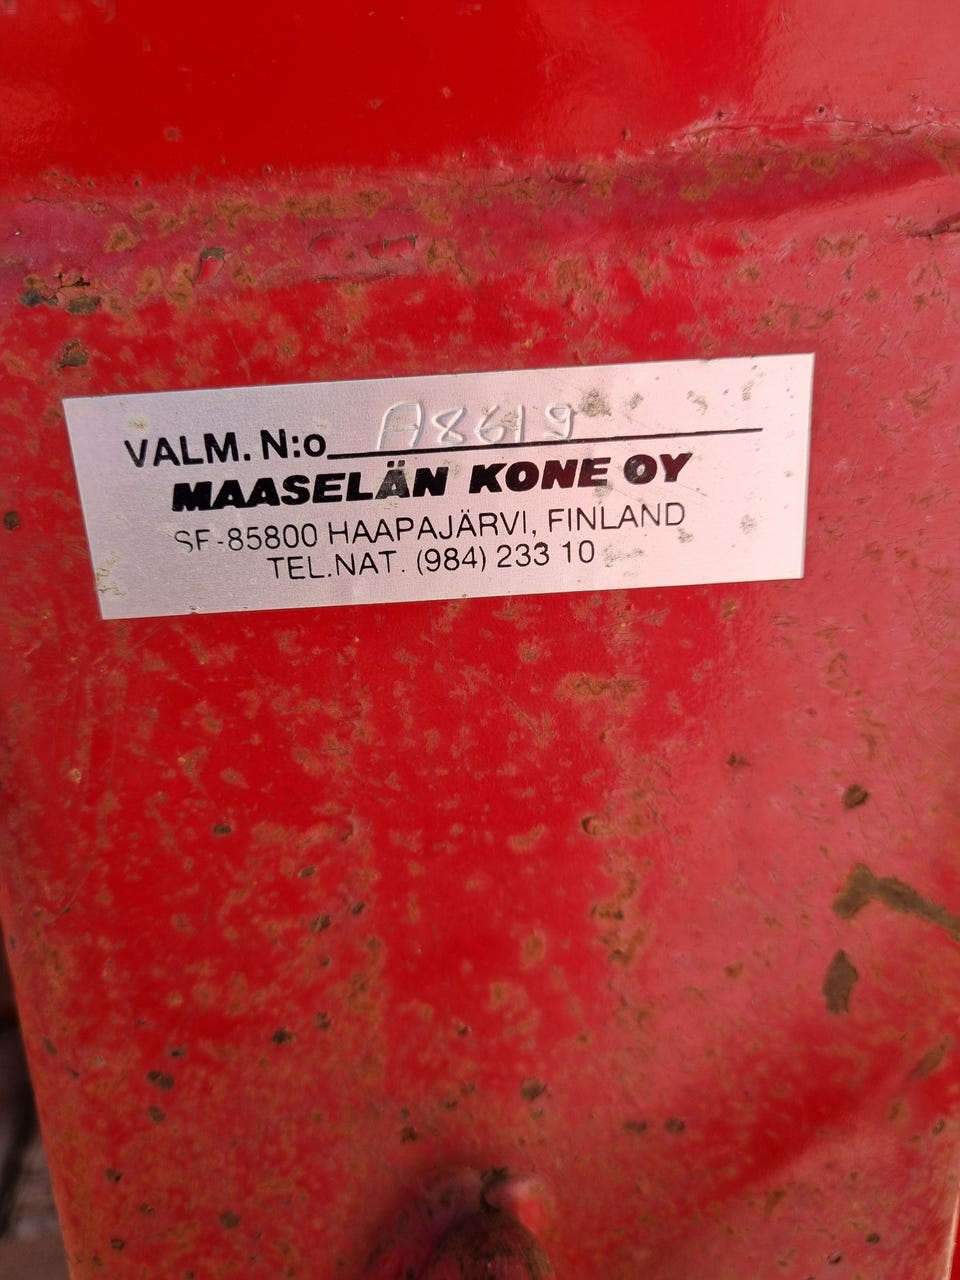 VALM. N:o A8619
MAASELÄN KONE OY
SF-85800 HAAPAJÄRVI, FINLAND
TEL.NAT. (984) 233 10